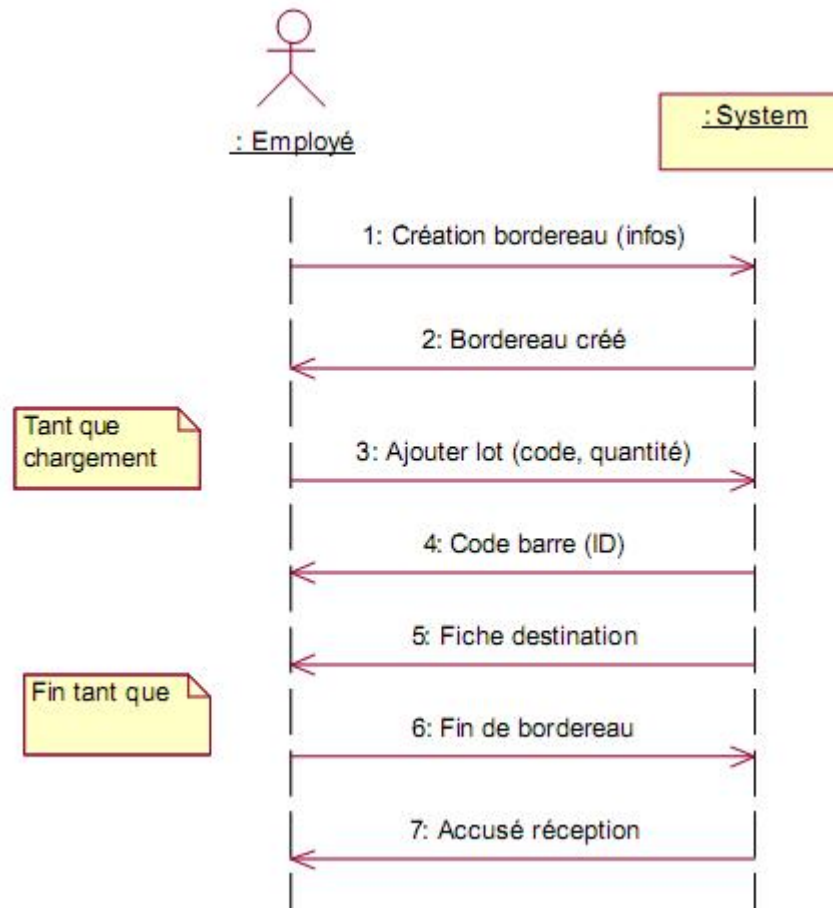 : Employé
: System
1: Création bordereau (infos)
2: Bordereau créé
Tant que
chargement
3: Ajouter lot (code, quantité)
4: Code barre (ID)
5: Fiche destination
Fin tant que
6: Fin de bordereau
7: Accusé réception